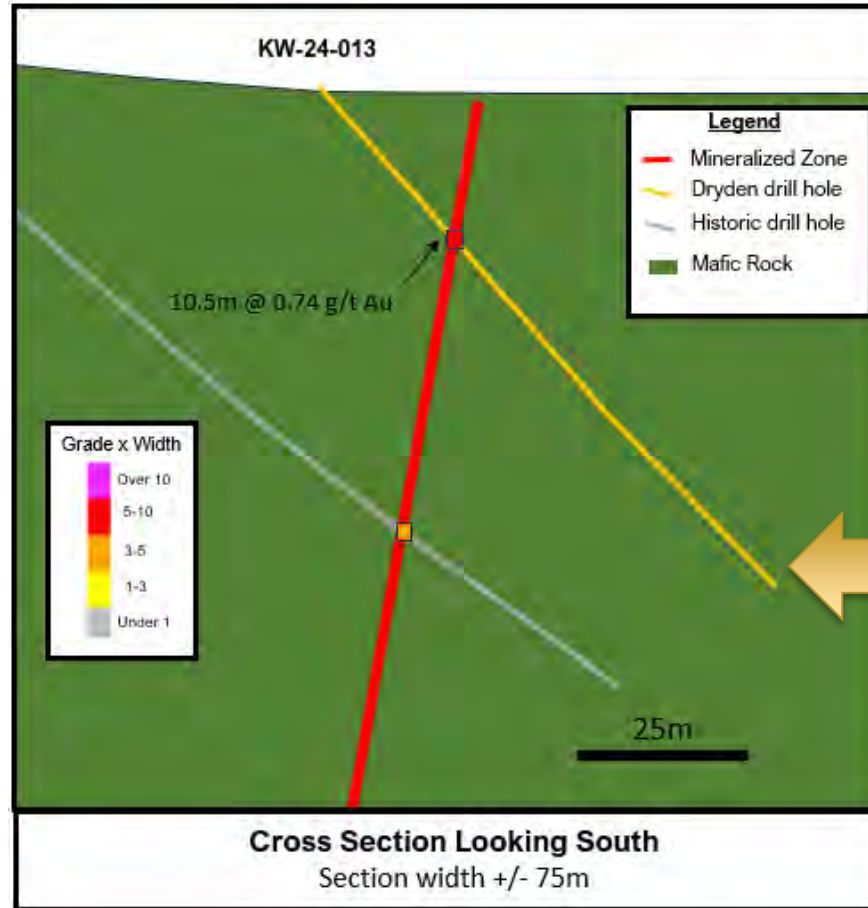 KW-24-013
Legend
Mineralized Zone
Dryden drill hole
Historic drill hole
Mafic Rock
10.5m @ 0.74 g/t Au
Grade x Width
Over 10
5-10
3-5
1-3
Under 1
25m
Cross Section Looking South
Section width +/- 75m